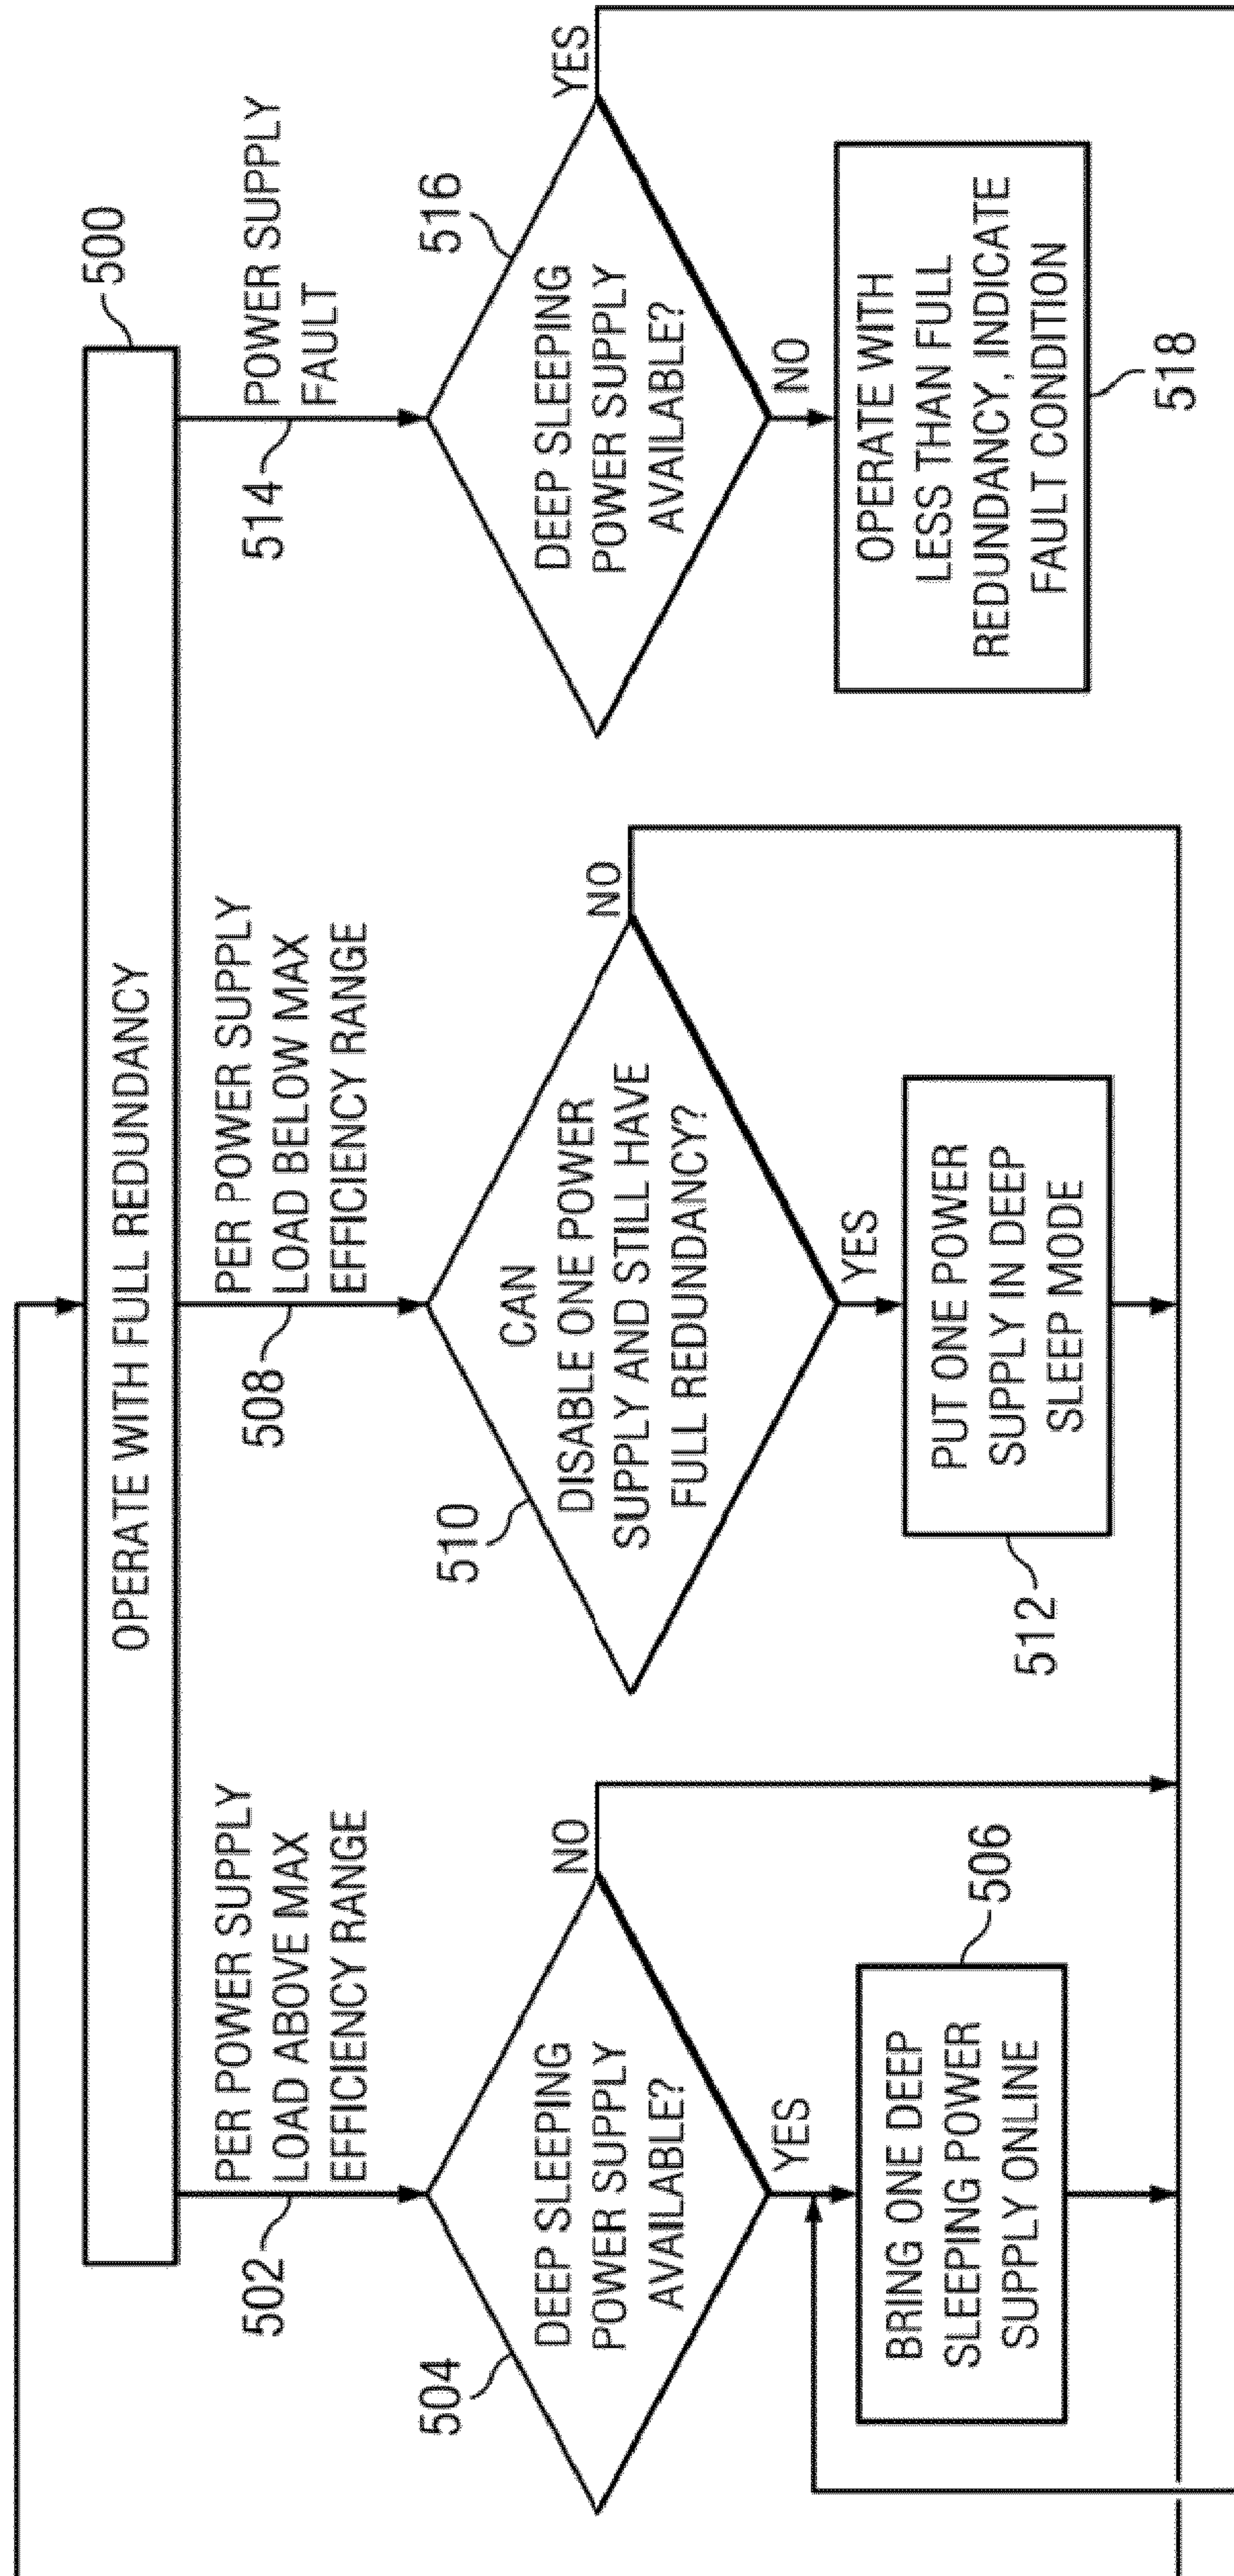 OPERATE WITH FULL REDUNDANCY
500
502
PER POWER SUPPLY
LOAD ABOVE MAX
EFFICIENCY RANGE
504
DEEP SLEEPING
POWER SUPPLY
AVAILABLE?
NO
YES
BRING ONE DEEP
SLEEPING POWER
SUPPLY ONLINE
506
508
PER POWER SUPPLY
LOAD BELOW MAX
EFFICIENCY RANGE
510
CAN
DISABLE ONE POWER
SUPPLY AND STILL HAVE
FULL REDUNDANCY?
NO
YES
512
PUT ONE POWER
SUPPLY IN DEEP
SLEEP MODE
514
POWER SUPPLY
FAULT
516
DEEP SLEEPING
POWER SUPPLY
AVAILABLE?
YES
NO
OPERATE WITH
LESS THAN FULL
REDUNDANCY, INDICATE
FAULT CONDITION
518